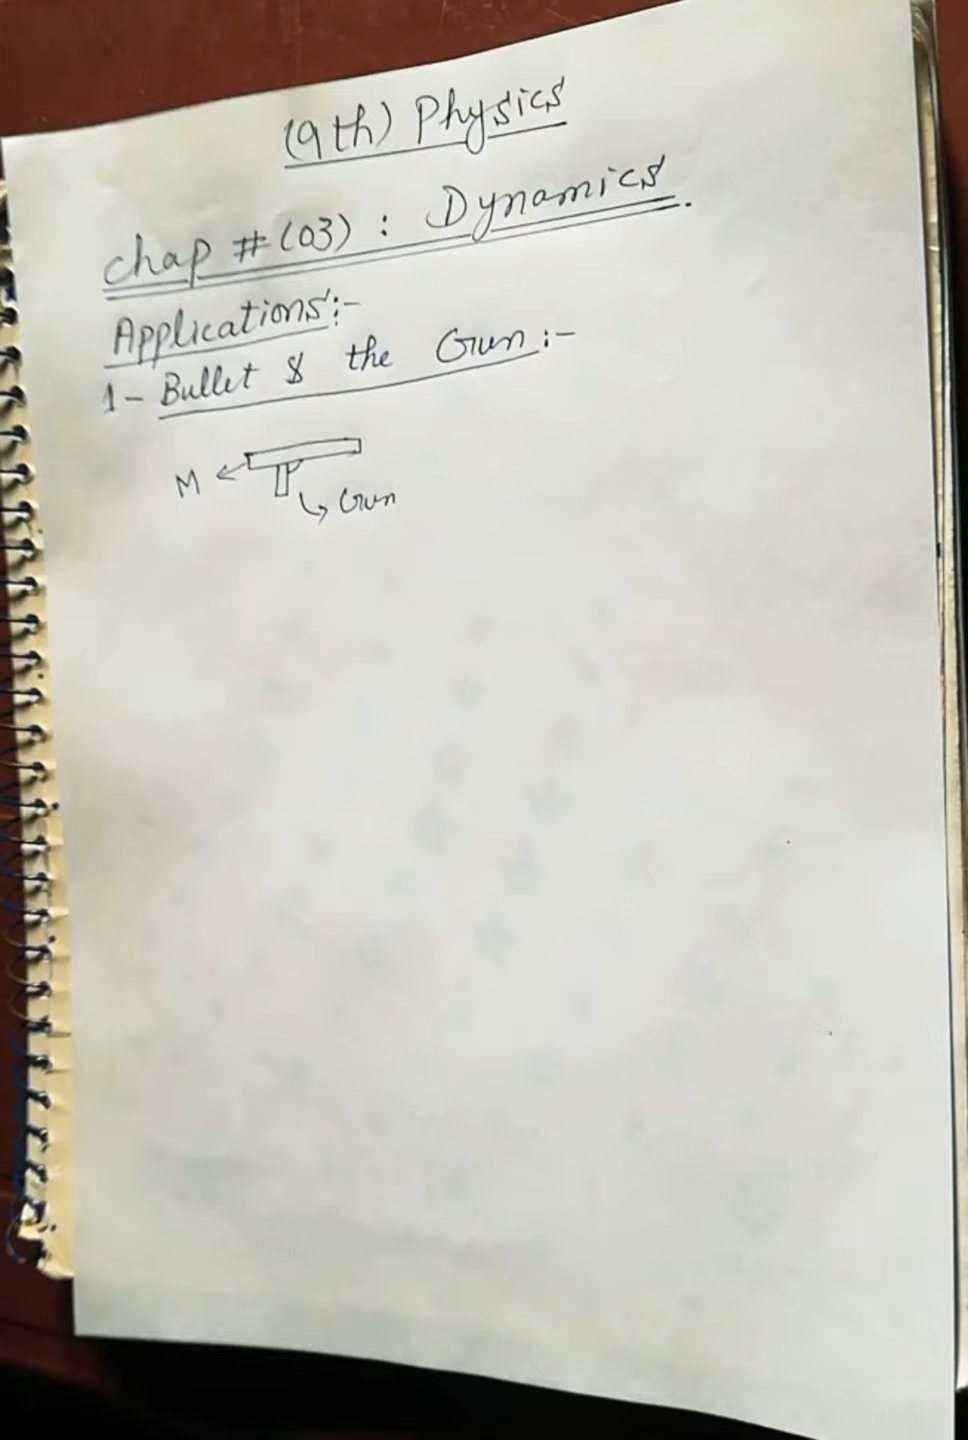 (9th) Physics
Chap # (03) : Dynamics.
Applications:-
1- Bullet & the Gun:-
M
Gun